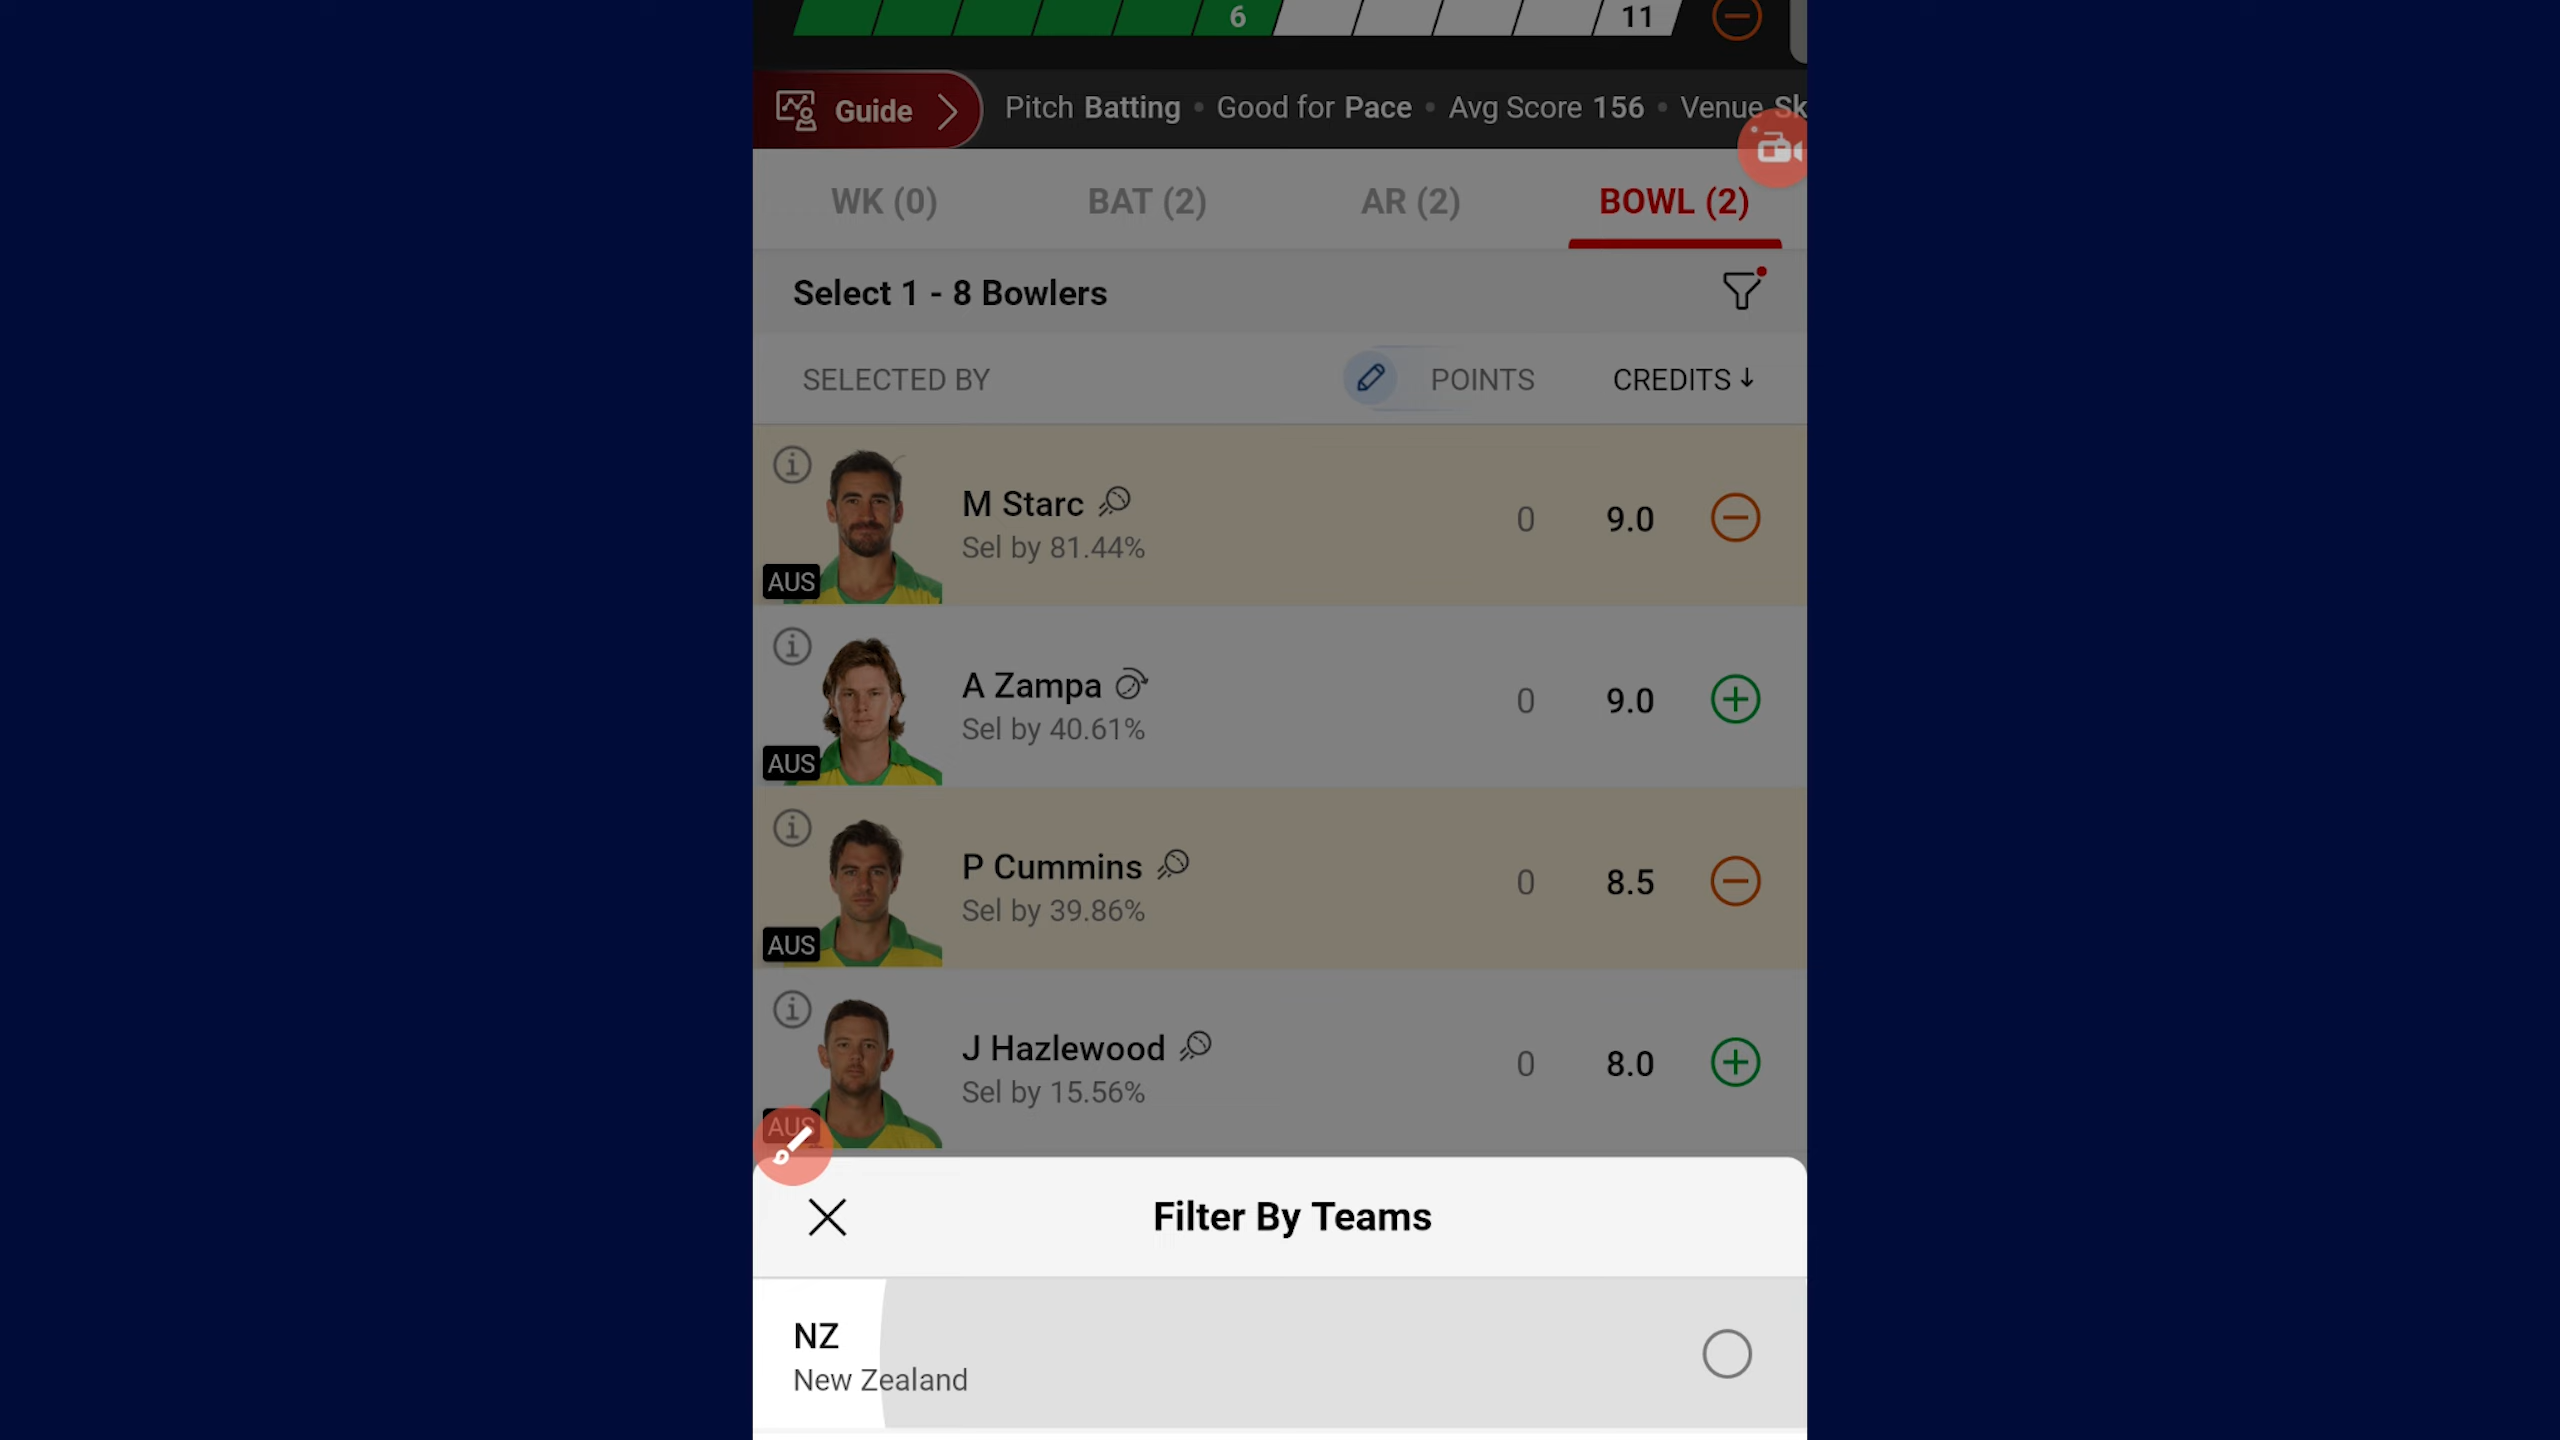 6 11
Guide Pitch Batting • Good for Pace • Avg Score 156 • Venue Sk
WK (0) BAT (2) AR (2) BOWL (2)
Select 1 - 8 Bowlers
SELECTED BY POINTS CREDITS ↓
M Starc
Sel by 81.44%
0 9.0
AUS
A Zampa
Sel by 40.61%
0 9.0
AUS
P Cummins
Sel by 39.86%
0 8.5
AUS
J Hazlewood
Sel by 15.56%
0 8.0
AUS
Filter By Teams
NZ
New Zealand